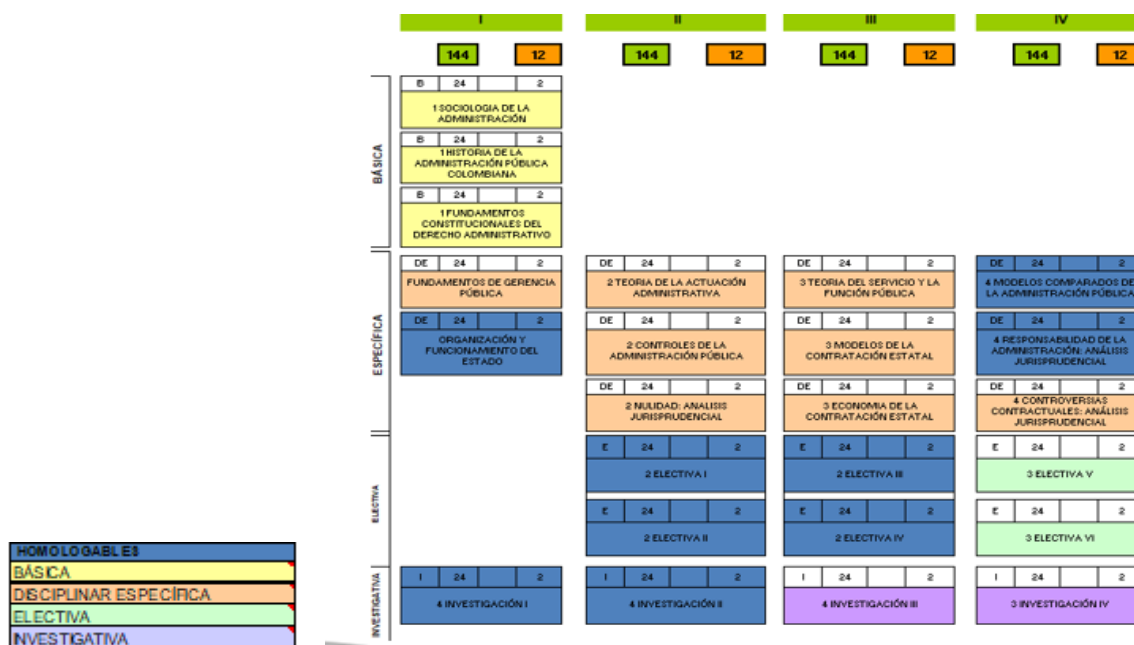 I II III IV
144 12 144 12 144 12 144 12
BÁSICA
B 24 2
1 SOCIOLOGIA DE LA
ADMINISTRACIÓN
B 24 2
1 HISTORIA DE LA
ADMINISTRACIÓN PÚBLICA
COLOMBIANA
B 24 2
1 FUNDAMENTOS
CONSTITUCIONALES DEL
DERECHO ADMINISTRATIVO
ESPECÍFICA
DE 24 2 DE 24 2 DE 24 2 DE 24 2
FUNDAMENTOS DE GERENCIA
PÚBLICA
2 TEORIA DE LA ACTUACIÓN
ADMINISTRATIVA
3 TEORIA DEL SERVICIO Y LA
FUNCIÓN PÚBLICA
4 MODELOS COMPARADOS DE
LA ADMINISTRACIÓN PÚBLICA
DE 24 2 DE 24 2 DE 24 2 DE 24 2
ORGANIZACIÓN Y
FUNCIONAMIENTO DEL
ESTADO
2 CONTROLES DE LA
ADMINISTRACIÓN PÚBLICA
3 MODELOS DE LA
CONTRATACIÓN ESTATAL
4 RESPONSABILIDAD DE LA
ADMINISTRACIÓN: ANÁLISIS
JURISPRUDENCIAL
DE 24 2 DE 24 2 DE 24 2
2 NULIDAD: ANALISIS
JURISPRUDENCIAL
3 ECONOMIA DE LA
CONTRATACIÓN ESTATAL
4 CONTROVERSIAS
CONTRACTUALES: ANÁLISIS
JURISPRUDENCIAL
ELECTIVA
E 24 2 E 24 2 E 24 2
2 ELECTIVA I
2 ELECTIVA III
3 ELECTIVA V
E 24 2 E 24 2 E 24 2
2 ELECTIVA II
2 ELECTIVA IV
3 ELECTIVA VI
INVESTIGATIVA
I 24 2 I 24 2 I 24 2 I 24 2
4 INVESTIGACIÓN I
4 INVESTIGACIÓN II
4 INVESTIGACIÓN III
3 INVESTIGACIÓN IV
HOMOLOGABLES
BÁSICA
DISCIPLINAR ESPECÍFICA
ELECTIVA
INVESTIGATIVA